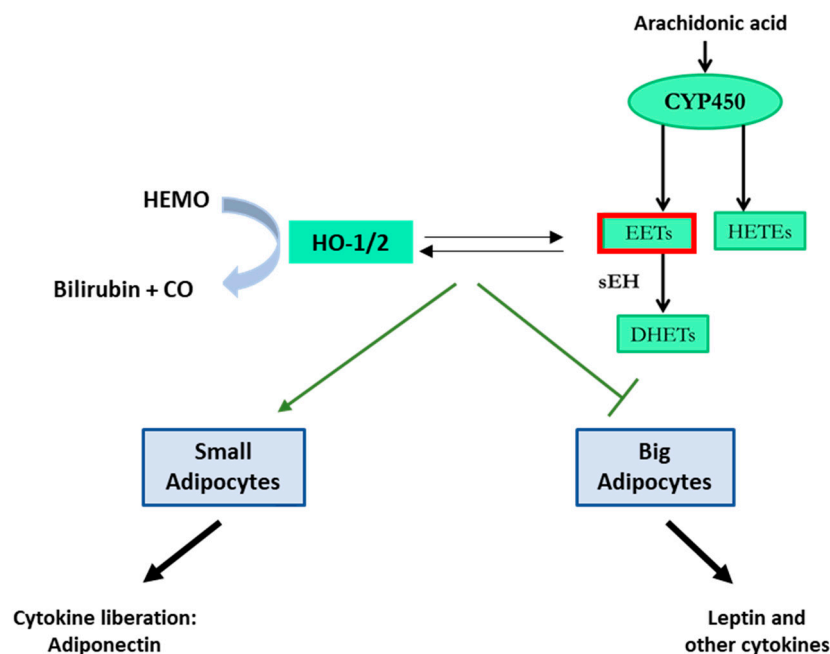 Arachidonic acid
CYP450
HEMO
HO-1/2
EETs
HETEs
Bilirubin + CO
sEH
DHETs
Small
Adipocytes
Big
Adipocytes
Cytokine liberation:
Adiponectin
Leptin and
other cytokines